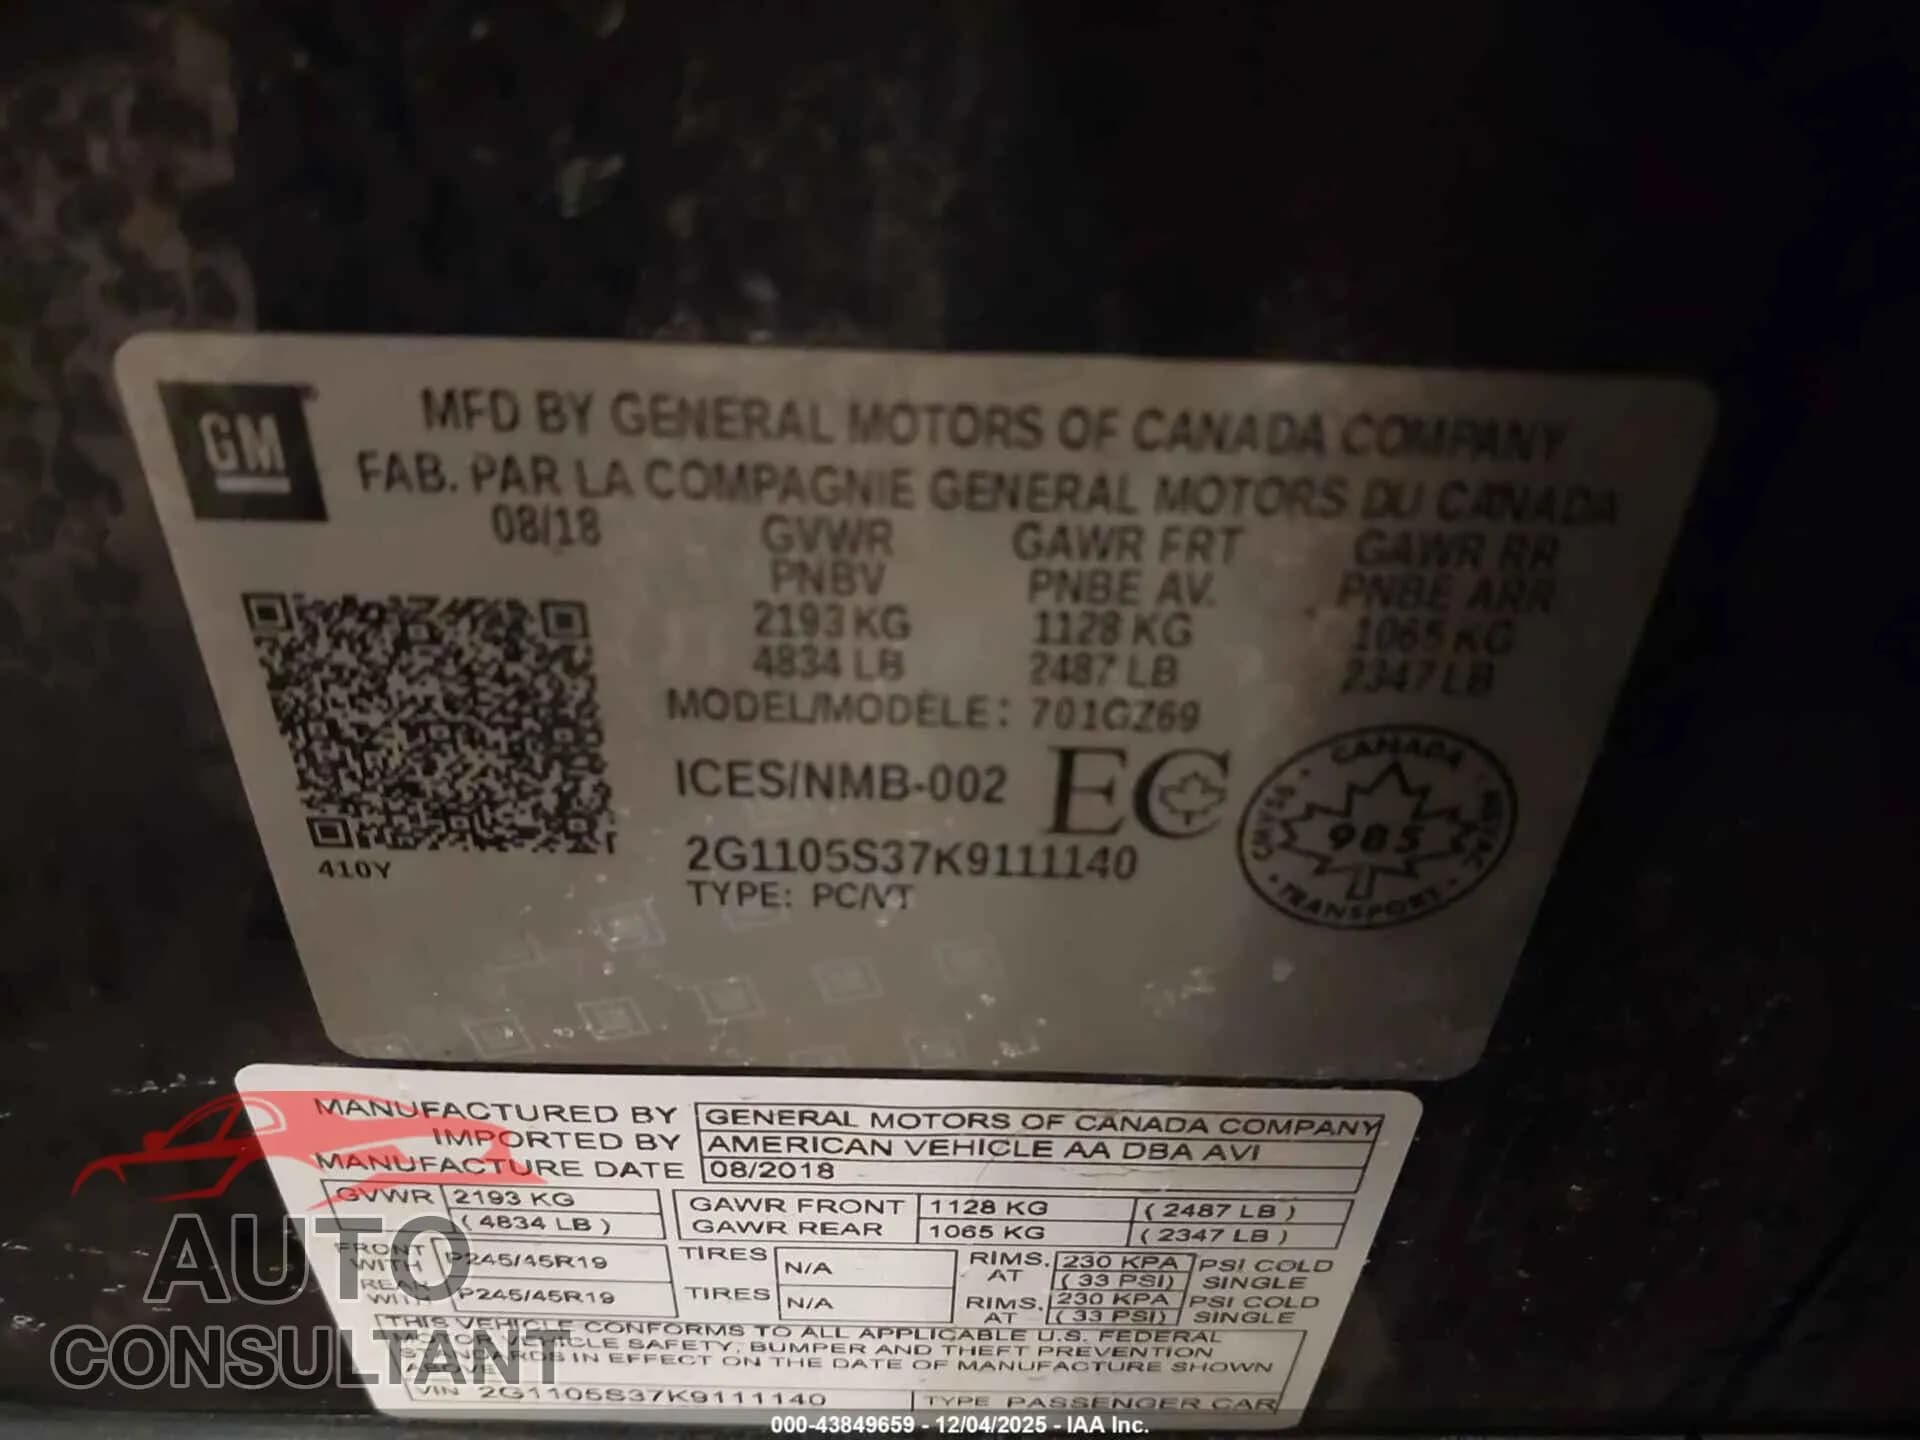 GM
MFD BY GENERAL MOTORS OF CANADA COMPANY
FAB. PAR LA COMPAGNIE GENERAL MOTORS DU CANADA
08/18 GVWR GAWR FRT GAWR RR
PNBV PNBE AV. PNBE ARR
2193 KG 1128 KG 1065 KG
4834 LB 2487 LB 2347 LB
MODEL/MODÈLE: 701GZ69
ICES/NMB-002 EC
2G1105S37K9111140
TYPE: PC/VT
410Y
CANADA
985
TRANSPORT
MANUFACTURED BY GENERAL MOTORS OF CANADA COMPANY
IMPORTED BY AMERICAN VEHICLE AA DBA AVI
MANUFACTURE DATE 08/2018
GVWR 2193 KG GAWR FRONT 1128 KG ( 2487 LB )
( 4834 LB ) GAWR REAR 1065 KG ( 2347 LB )
FRONT WITH P245/45R19 TIRES N/A RIMS. AT 230 KPA ( 33 PSI) PSI COLD SINGLE
REAR WITH P245/45R19 TIRES N/A RIMS. AT 230 KPA ( 33 PSI) PSI COLD SINGLE
THIS VEHICLE CONFORMS TO ALL APPLICABLE U.S. FEDERAL
MOTOR VEHICLE SAFETY, BUMPER AND THEFT PREVENTION
STANDARDS IN EFFECT ON THE DATE OF MANUFACTURE SHOWN
ABOVE
VIN 2G1105S37K9111140 TYPE PASSENGER CAR
AUTO
CONSULTANT
000-43849659 - 12/04/2025 - IAA Inc.